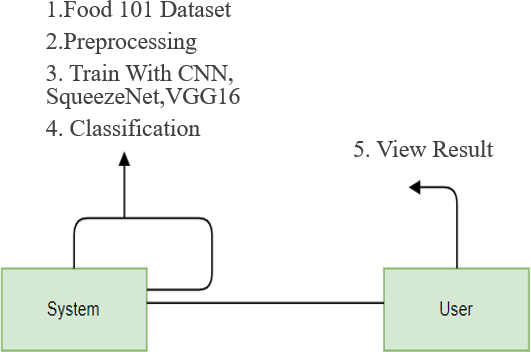 1.Food 101 Dataset
2.Preprocessing
3. Train With CNN,
SqueezeNet,VGG16
4. Classification
5. View Result
System
User